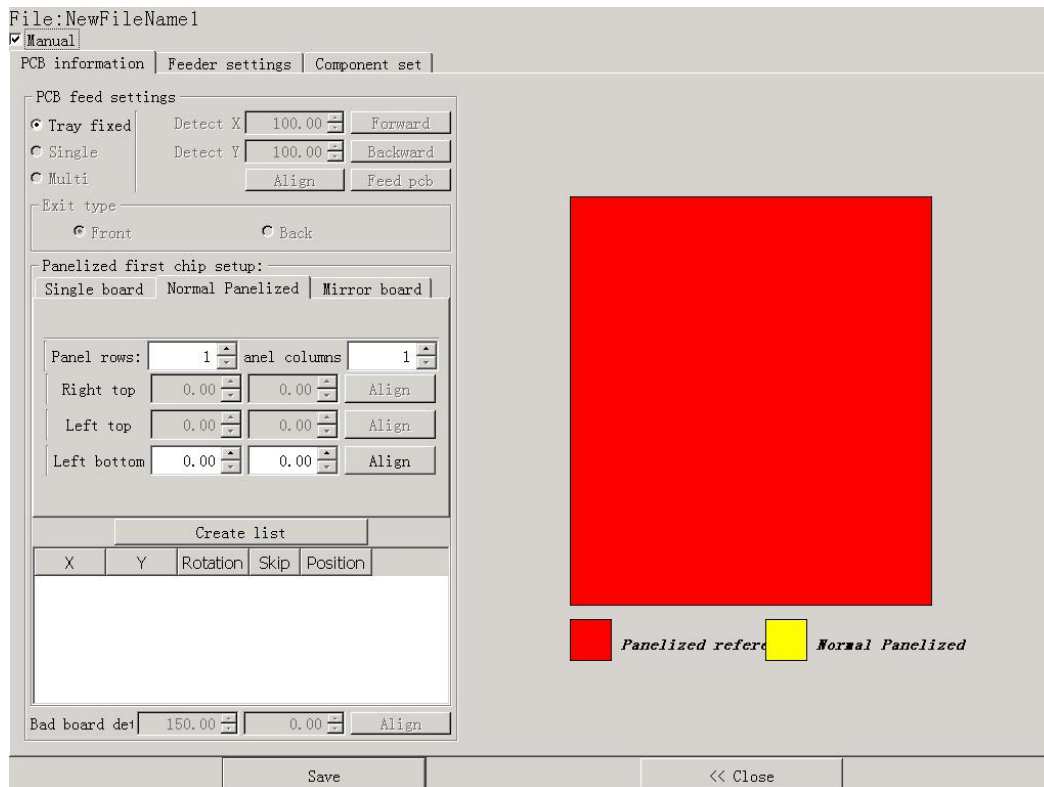 File:NewFileName1
Manual
PCB information Feeder settings Component set
PCB feed settings
Tray fixed Detect X 100.00 Forward
Single Detect Y 100.00 Backward
Multi Align Feed pcb
Exit type
Front Back
Panelized first chip setup:
Single board Normal Panelized Mirror board
Panel rows: 1 anel columns 1
Right top 0.00 0.00 Align
Left top 0.00 0.00 Align
Left bottom 0.00 0.00 Align
Create list
X Y Rotation Skip Position
Panelized refere Normal Panelized
Bad board det 150.00 0.00 Align
Save << Close